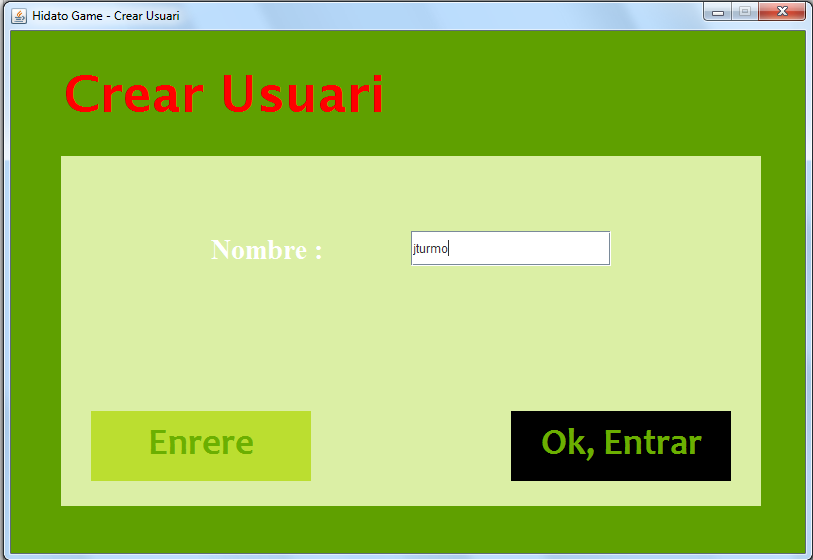 Hidato Game - Crear Usuari
Crear Usuari
Nombre : jturmo
Enrere Ok, Entrar